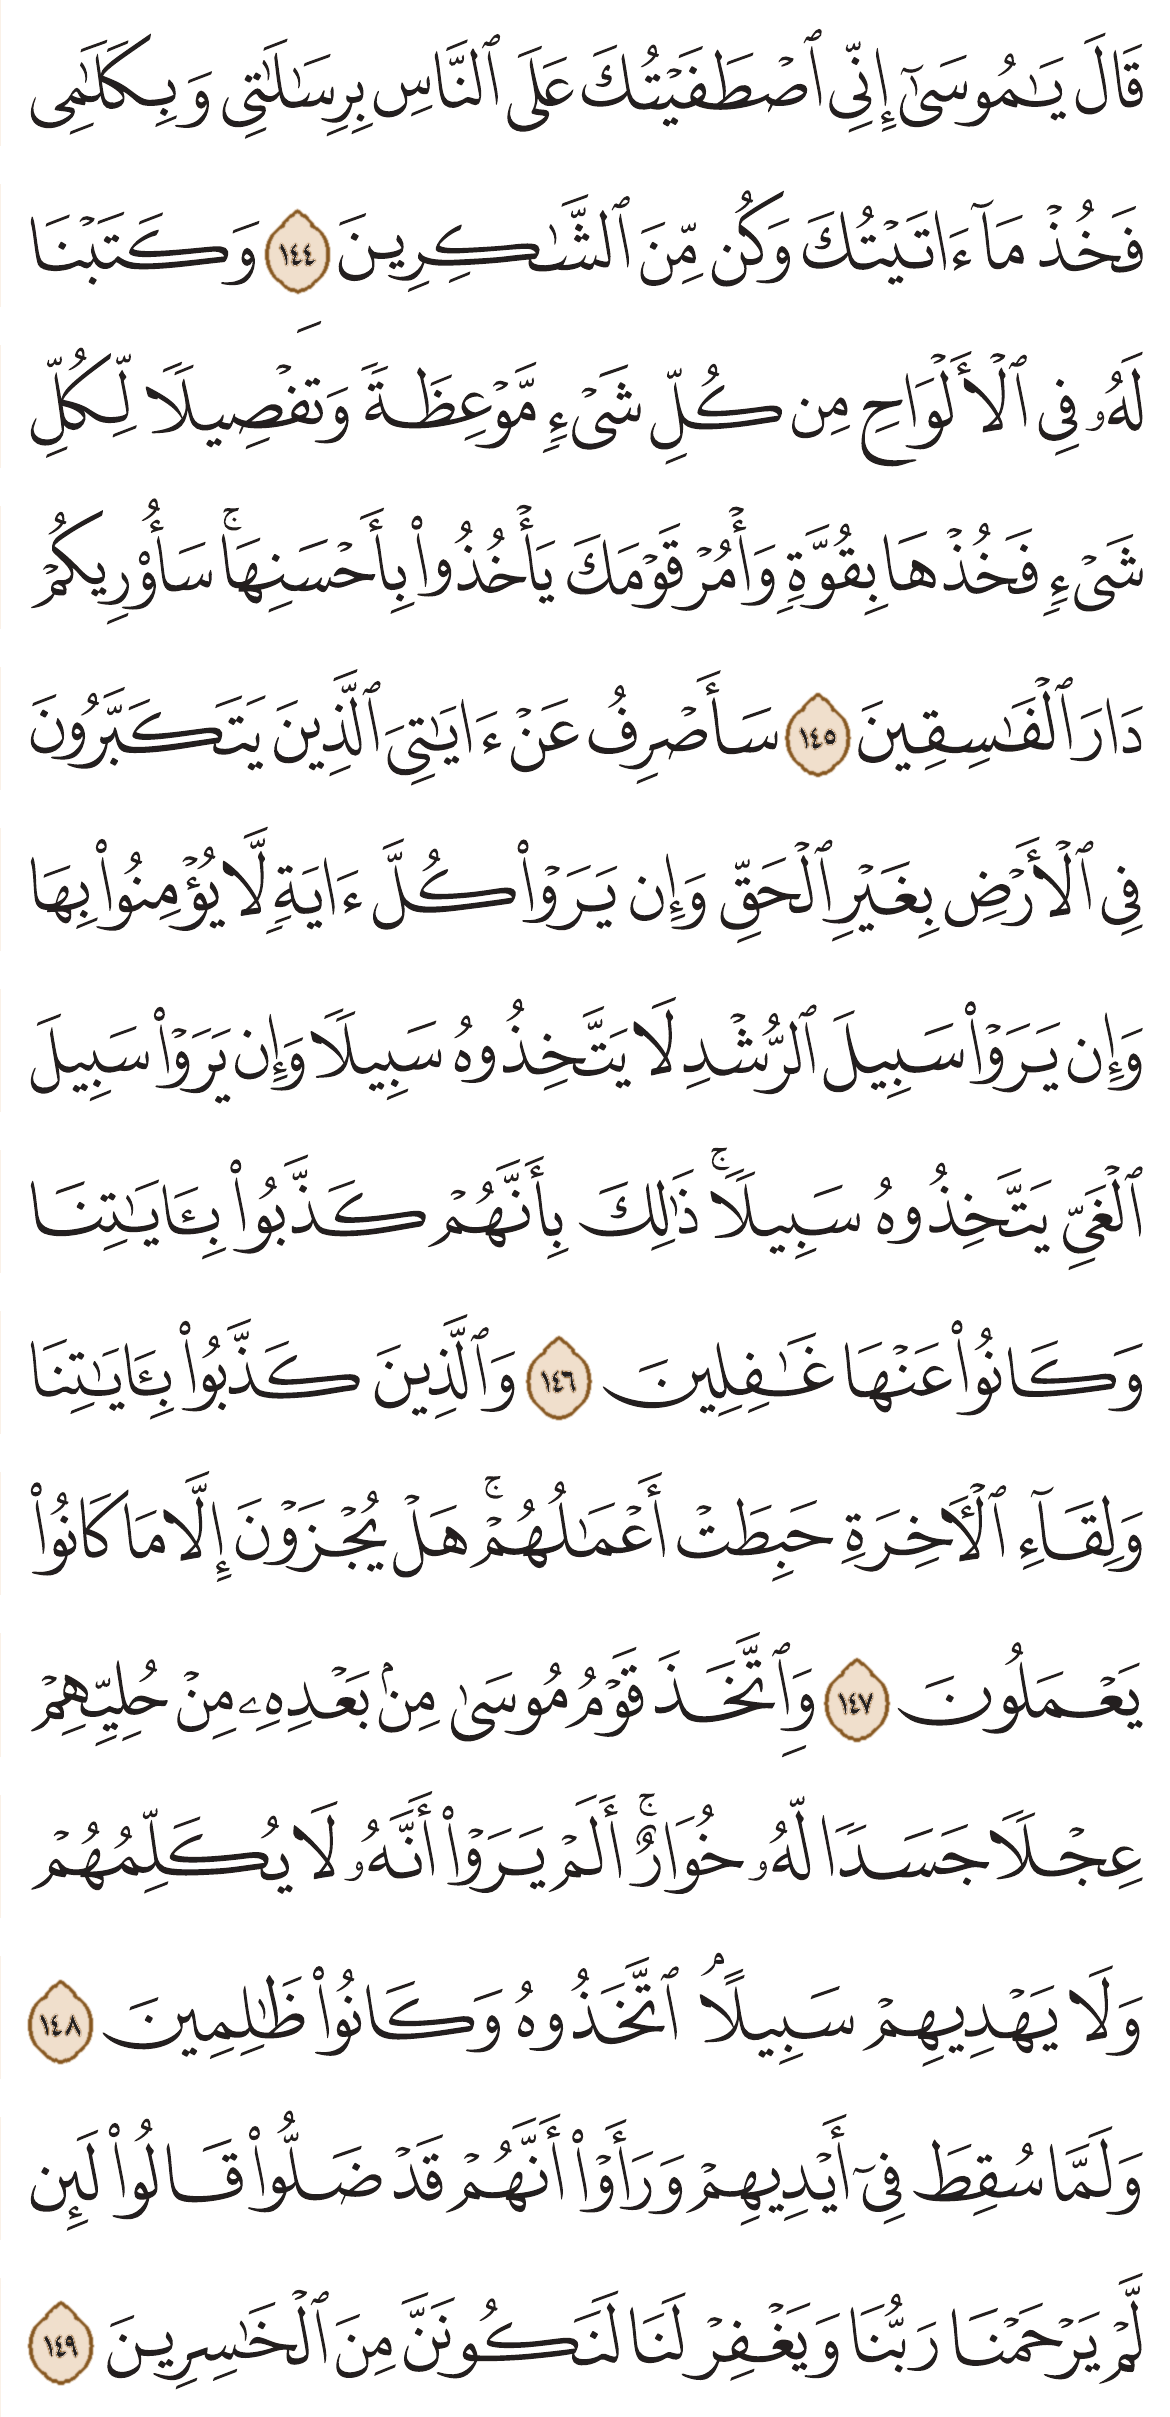 قَالَ يَـٰمُوسَىٰٓ إِنِّى ٱصۡطَفَيۡتُكَ عَلَى ٱلنَّاسِ بِرِسَـٰلَـٰتِى وَبِكَلَـٰمِى
فَخُذۡ مَآ ءَاتَيۡتُكَ وَكُن مِّنَ ٱلشَّـٰكِرِينَ ١٤٤ وَكَتَبۡنَا
لَهُۥ فِى ٱلۡأَلۡوَاحِ مِن كُلِّ شَىۡءٍ مَّوۡعِظَةً وَتَفۡصِيلًا لِّكُلِّ
شَىۡءٍ فَخُذۡهَا بِقُوَّةٍ وَأۡمُرۡ قَوۡمَكَ يَأۡخُذُواْ بِأَحۡسَنِهَاۚ سَأُوْرِيكُمۡ
دَارَ ٱلۡفَـٰسِقِينَ ١٤٥ سَأَصۡرِفُ عَنۡ ءَايَـٰتِىَ ٱلَّذِينَ يَتَكَبَّرُونَ
فِى ٱلۡأَرۡضِ بِغَيۡرِ ٱلۡحَقِّ وَإِن يَرَوۡاْ كُلَّ ءَايَةٍ لَّا يُؤۡمِنُواْ بِهَا
وَإِن يَرَوۡاْ سَبِيلَ ٱلرُّشۡدِ لَا يَتَّخِذُوهُ سَبِيلًا وَإِن يَرَوۡاْ سَبِيلَ
ٱلۡغَىِّ يَتَّخِذُوهُ سَبِيلًاۚ ذَٰلِكَ بِأَنَّهُمۡ كَذَّبُواْ بِـَٔايَـٰتِنَا
وَكَانُواْ عَنۡهَا غَـٰفِلِينَ ١٤٦ وَٱلَّذِينَ كَذَّبُواْ بِـَٔايَـٰتِنَا
وَلِقَآءِ ٱلۡأَخِرَةِ حَبِطَتۡ أَعۡمَـٰلُهُمۡۚ هَلۡ يُجۡزَوۡنَ إِلَّا مَا كَانُواْ
يَعۡمَلُونَ ١٤٧ وَٱتَّخَذَ قَوۡمُ مُوسَىٰ مِنۢ بَعۡدِهِۦ مِنۡ حُلِيِّهِمۡ
عِجۡلًا جَسَدًا لَّهُۥ خُوَارٌۚ أَلَمۡ يَرَوۡاْ أَنَّهُۥ لَا يُكَلِّمُهُمۡ
وَلَا يَهۡدِيهِمۡ سَبِيلًاۘ ٱتَّخَذُوهُ وَكَانُواْ ظَـٰلِمِينَ ١٤٨
وَلَمَّا سُقِطَ فِىٓ أَيۡدِيهِمۡ وَرَأَوۡاْ أَنَّهُمۡ قَدۡ ضَلُّواْ قَالُواْ لَئِن
لَّمۡ يَرۡحَمۡنَا رَبُّنَا وَيَغۡفِرۡ لَنَا لَنَكُونَنَّ مِنَ ٱلۡخَـٰسِرِينَ ١٤٩